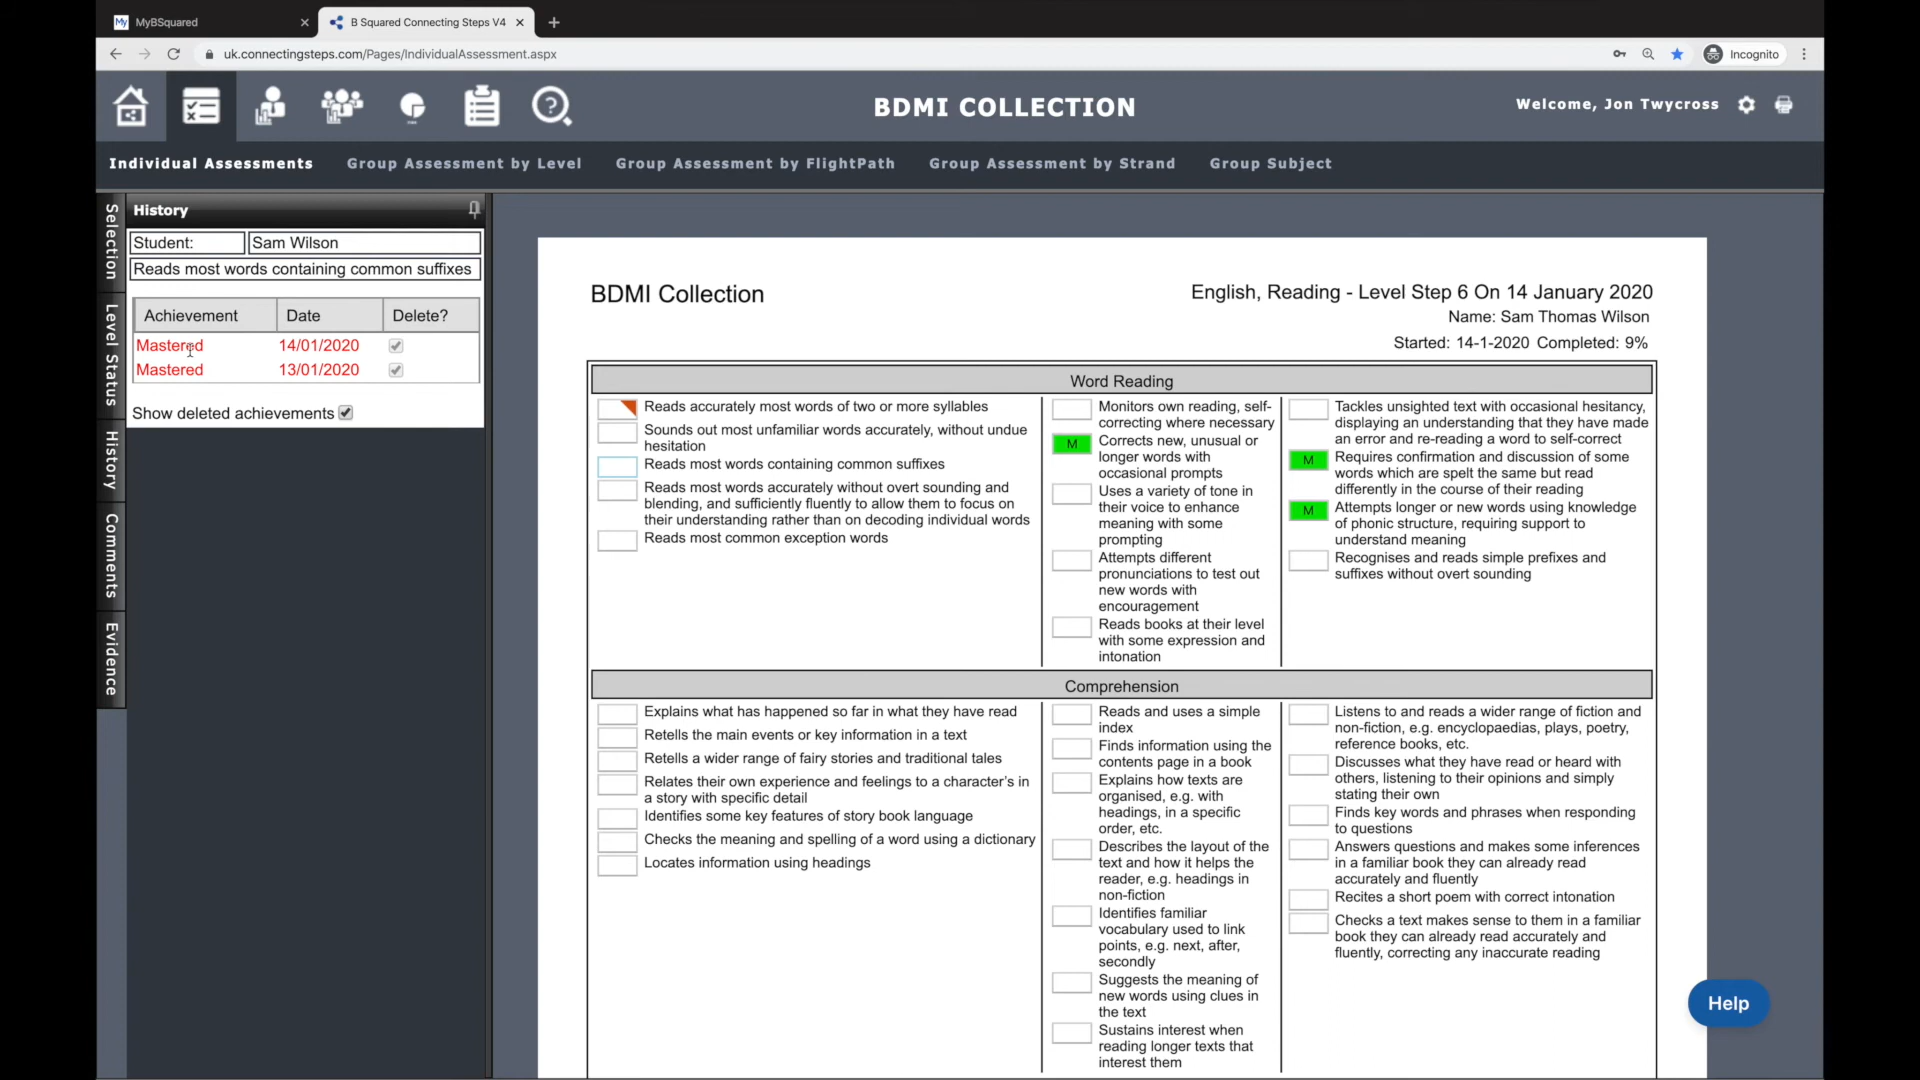 MyBSquared
B Squared Connecting Steps V4
uk.connectingsteps.com/Pages/IndividualAssessment.aspx
Incognito
BDMI COLLECTION
Welcome, Jon Twycross
Individual Assessments
Group Assessment by Level
Group Assessment by FlightPath
Group Assessment by Strand
Group Subject
Selection
Level Status
History
Comments
Evidence
History
Student: Sam Wilson
Reads most words containing common suffixes
Achievement Date Delete?
Mastered 14/01/2020
Mastered 13/01/2020
Show deleted achievements
BDMI Collection
English, Reading - Level Step 6 On 14 January 2020
Name: Sam Thomas Wilson
Started: 14-1-2020 Completed: 9%
Word Reading
Reads accurately most words of two or more syllables
Sounds out most unfamiliar words accurately, without undue
hesitation
Reads most words containing common suffixes
Reads most words accurately without overt sounding and
blending, and sufficiently fluently to allow them to focus on
their understanding rather than on decoding individual words
Reads most common exception words
Monitors own reading, self-
correcting where necessary
M Corrects new, unusual or
longer words with
occasional prompts
Uses a variety of tone in
their voice to enhance
meaning with some
prompting
Attempts different
pronunciations to test out
new words with
encouragement
Reads books at their level
with some expression and
intonation
Tackles unsighted text with occasional hesitancy,
displaying an understanding that they have made
an error and re-reading a word to self-correct
M Requires confirmation and discussion of some
words which are spelt the same but read
differently in the course of their reading
M Attempts longer or new words using knowledge
of phonic structure, requiring support to
understand meaning
Recognises and reads simple prefixes and
suffixes without overt sounding
Comprehension
Explains what has happened so far in what they have read
Retells the main events or key information in a text
Retells a wider range of fairy stories and traditional tales
Relates their own experience and feelings to a character's in
a story with specific detail
Identifies some key features of story book language
Checks the meaning and spelling of a word using a dictionary
Locates information using headings
Reads and uses a simple
index
Finds information using the
contents page in a book
Explains how texts are
organised, e.g. with
headings, in a specific
order, etc.
Describes the layout of the
text and how it helps the
reader, e.g. headings in
non-fiction
Identifies familiar
vocabulary used to link
points, e.g. next, after,
secondly
Suggests the meaning of
new words using clues in
the text
Sustains interest when
reading longer texts that
interest them
Listens to and reads a wider range of fiction and
non-fiction, e.g. encyclopaedias, plays, poetry,
reference books, etc.
Discusses what they have read or heard with
others, listening to their opinions and simply
stating their own
Finds key words and phrases when responding
to questions
Answers questions and makes some inferences
in a familiar book they can already read
accurately and fluently
Recites a short poem with correct intonation
Checks a text makes sense to them in a familiar
book they can already read accurately and
fluently, correcting any inaccurate reading
Help